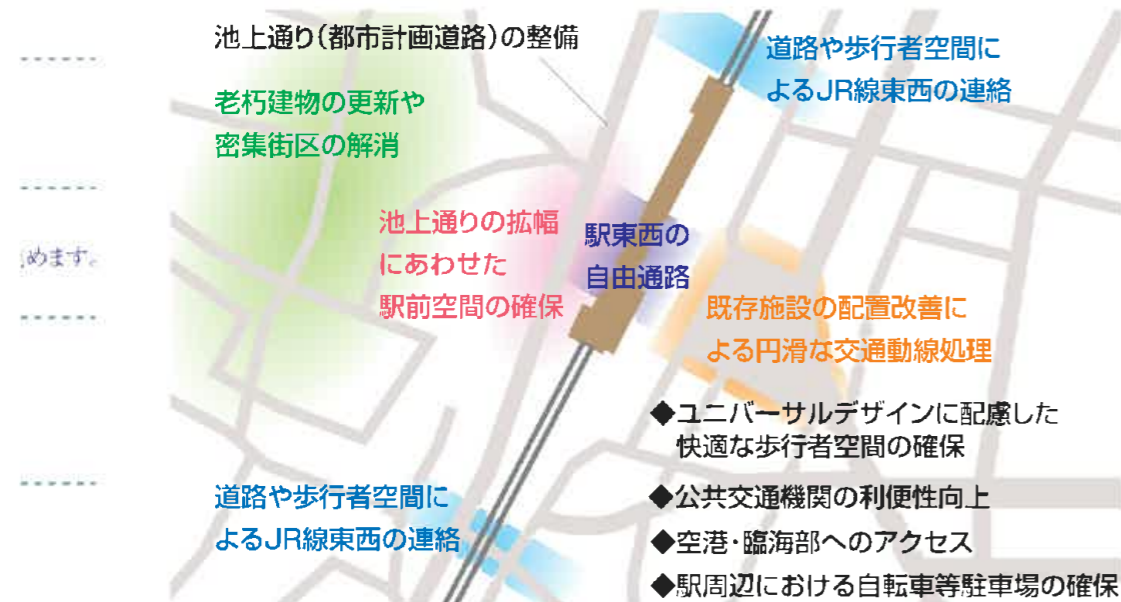 池上通り(都市計画道路)の整備
道路や歩行者空間に
よるJR線東西の連絡
老朽建物の更新や
密集街区の解消
池上通りの拡幅
にあわせた
駅前空間の確保
駅東西の
自由通路
めます。
既存施設の配置改善に
よる円滑な交通動線処理
◆ユニバーサルデザインに配慮した
快適な歩行者空間の確保
道路や歩行者空間に
よるJR線東西の連絡
◆公共交通機関の利便性向上
◆空港・臨海部へのアクセス
◆駅周辺における自転車等駐車場の確保